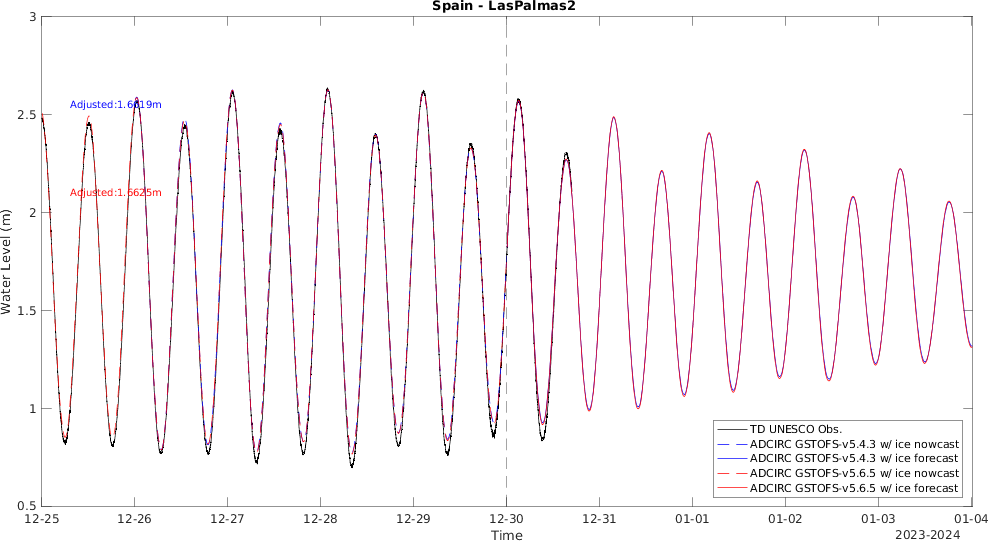 Spain - LasPalmas2
3
2.5
2
1.5
1
0.5
Water Level (m)
Adjusted:1.6619m
Adjusted:1.6625m
TD UNESCO Obs.
ADCIRC GSTOFS-v5.4.3 w/ ice nowcast
ADCIRC GSTOFS-v5.4.3 w/ ice forecast
ADCIRC GSTOFS-v5.6.5 w/ ice nowcast
ADCIRC GSTOFS-v5.6.5 w/ ice forecast
12-25 12-26 12-27 12-28 12-29 12-30 12-31 01-01 01-02 01-03 01-04
Time
2023-2024